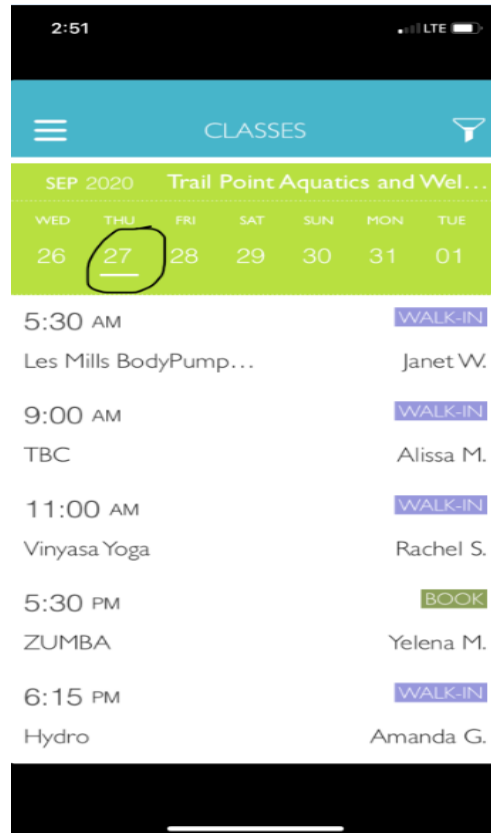 2:51 LTE
CLASSES
SEP 2020 Trail Point Aquatics and Wel...
WED THU FRI SAT SUN MON TUE
26 27 28 29 30 31 01
5:30 AM WALK-IN
Les Mills BodyPump... Janet W.
9:00 AM WALK-IN
TBC Alissa M.
11:00 AM WALK-IN
Vinyasa Yoga Rachel S.
5:30 PM BOOK
ZUMBA Yelena M.
6:15 PM WALK-IN
Hydro Amanda G.